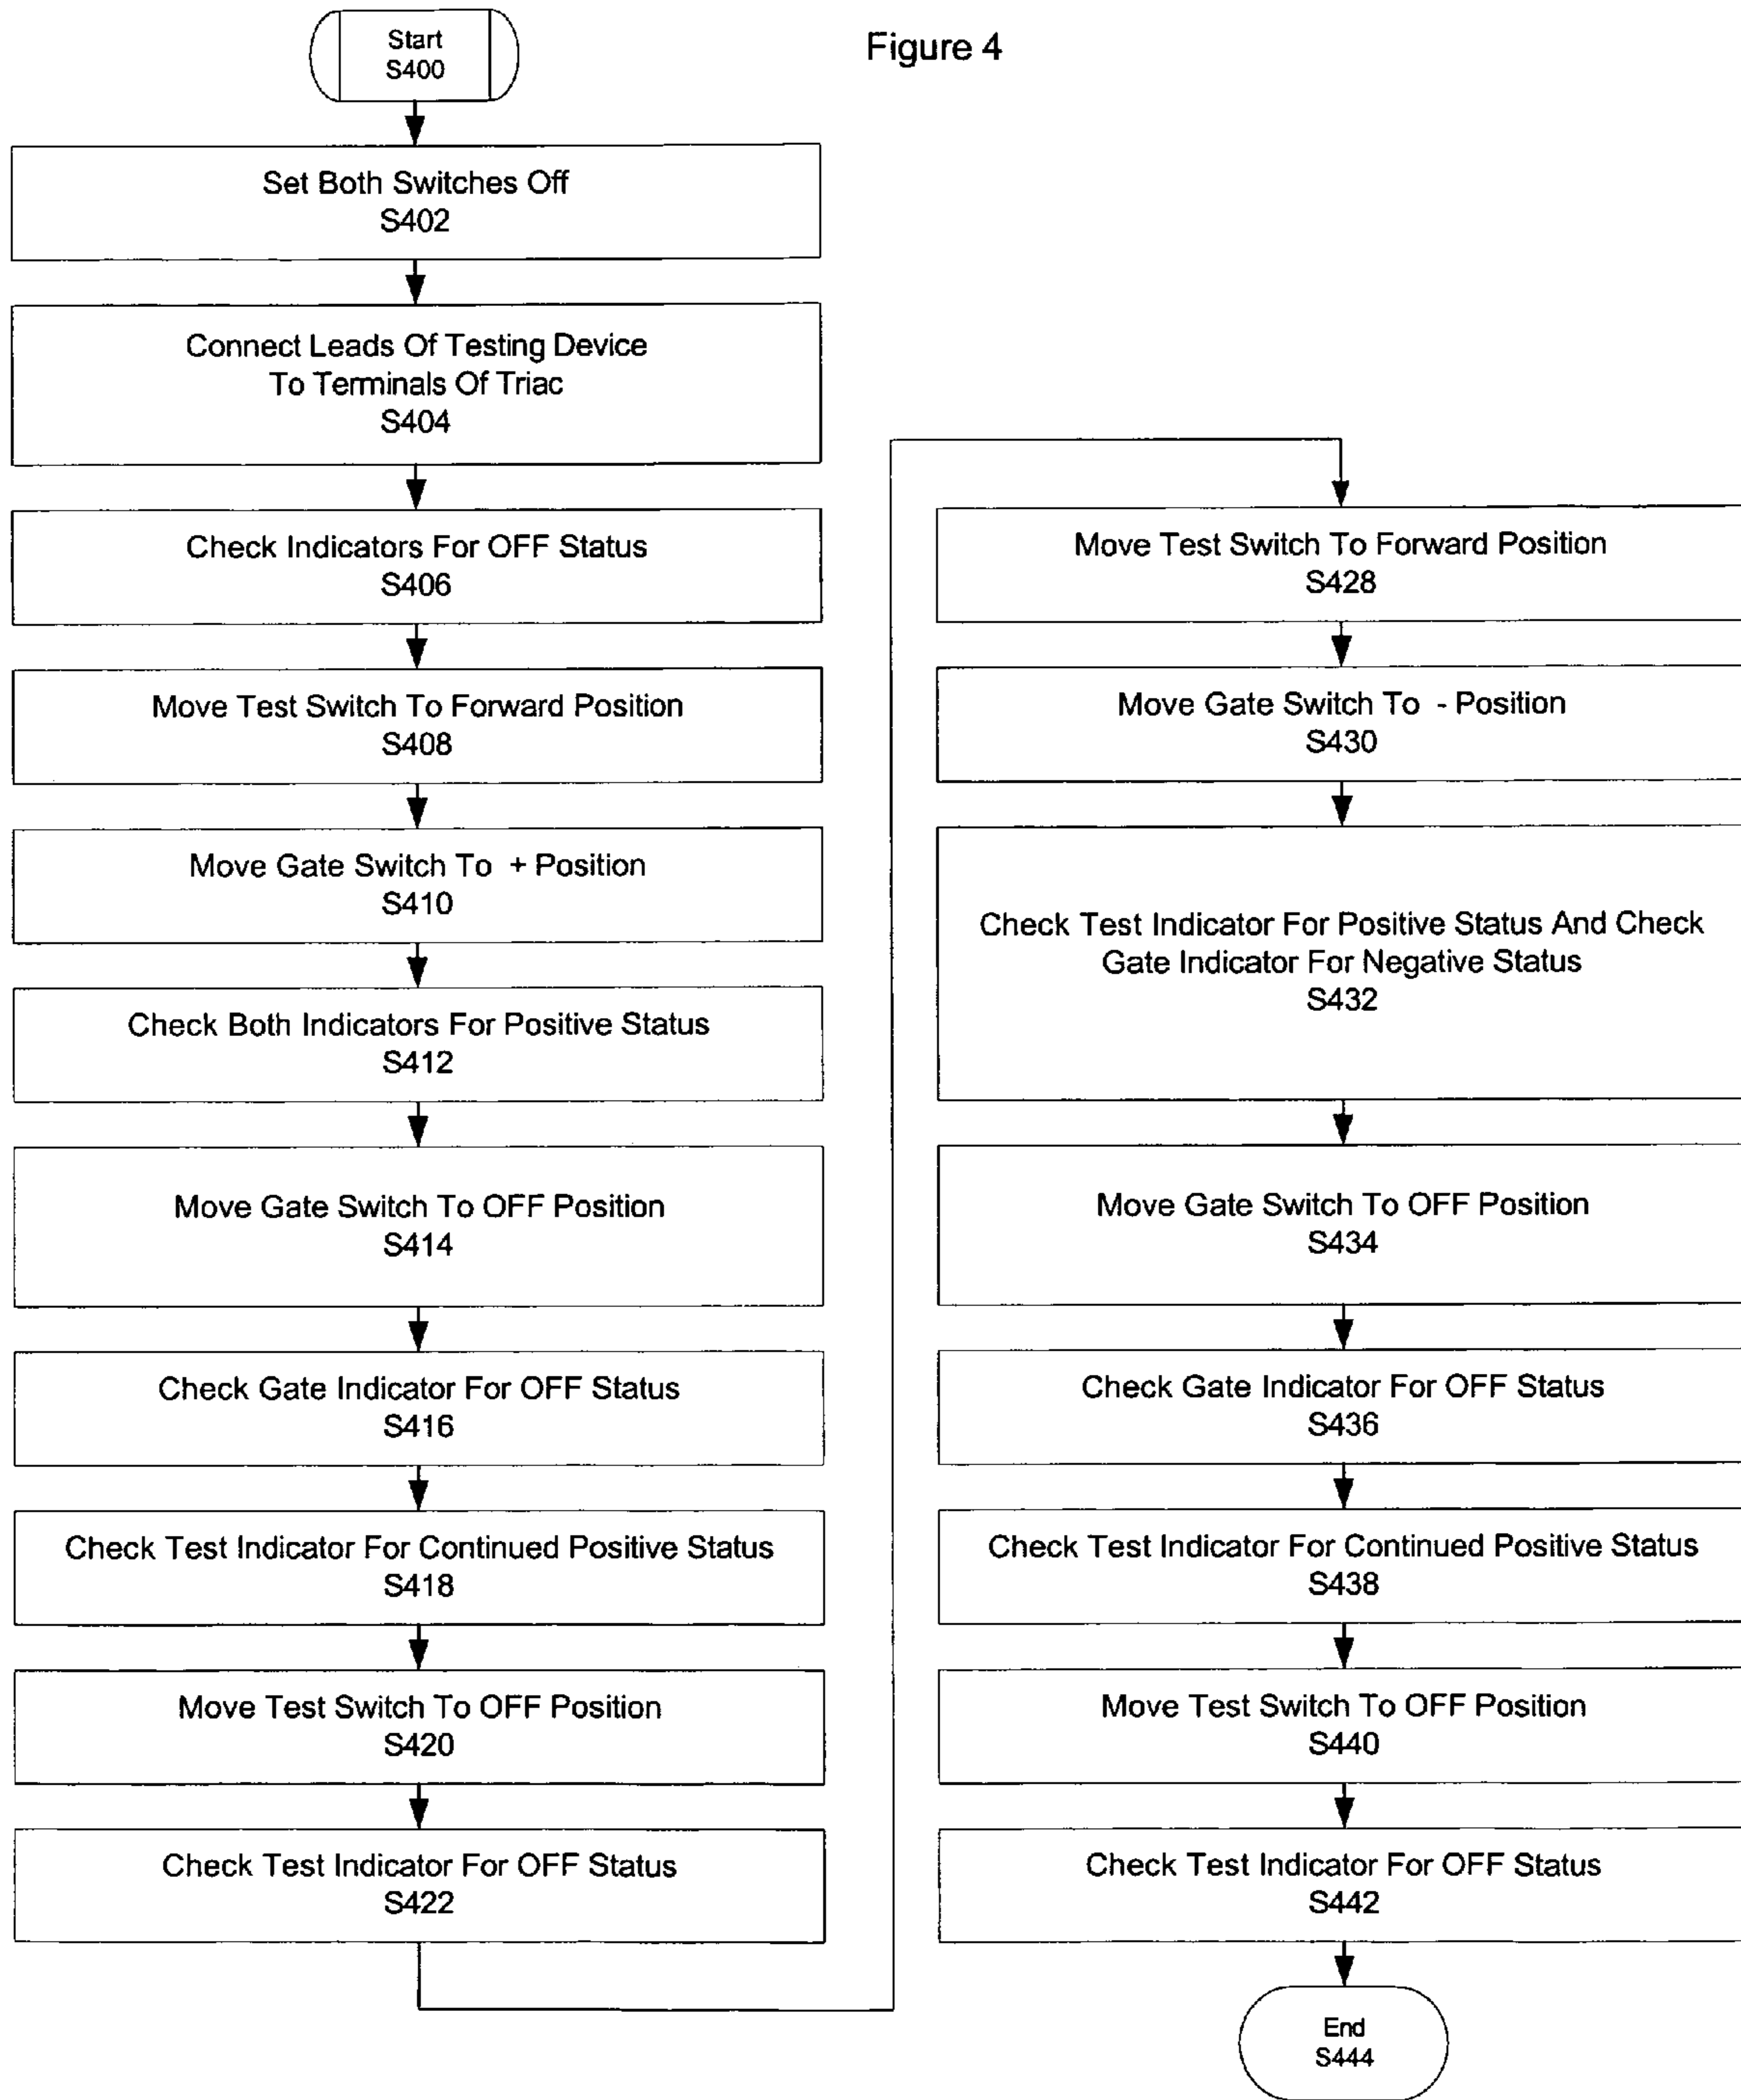 Figure 4
Start
S400
Set Both Switches Off
S402
Connect Leads Of Testing Device
To Terminals Of Triac
S404
Check Indicators For OFF Status
S406
Move Test Switch To Forward Position
S408
Move Gate Switch To + Position
S410
Check Both Indicators For Positive Status
S412
Move Gate Switch To OFF Position
S414
Check Gate Indicator For OFF Status
S416
Check Test Indicator For Continued Positive Status
S418
Move Test Switch To OFF Position
S420
Check Test Indicator For OFF Status
S422
Move Test Switch To Forward Position
S428
Move Gate Switch To - Position
S430
Check Test Indicator For Positive Status And Check
Gate Indicator For Negative Status
S432
Move Gate Switch To OFF Position
S434
Check Gate Indicator For OFF Status
S436
Check Test Indicator For Continued Positive Status
S438
Move Test Switch To OFF Position
S440
Check Test Indicator For OFF Status
S442
End
S444